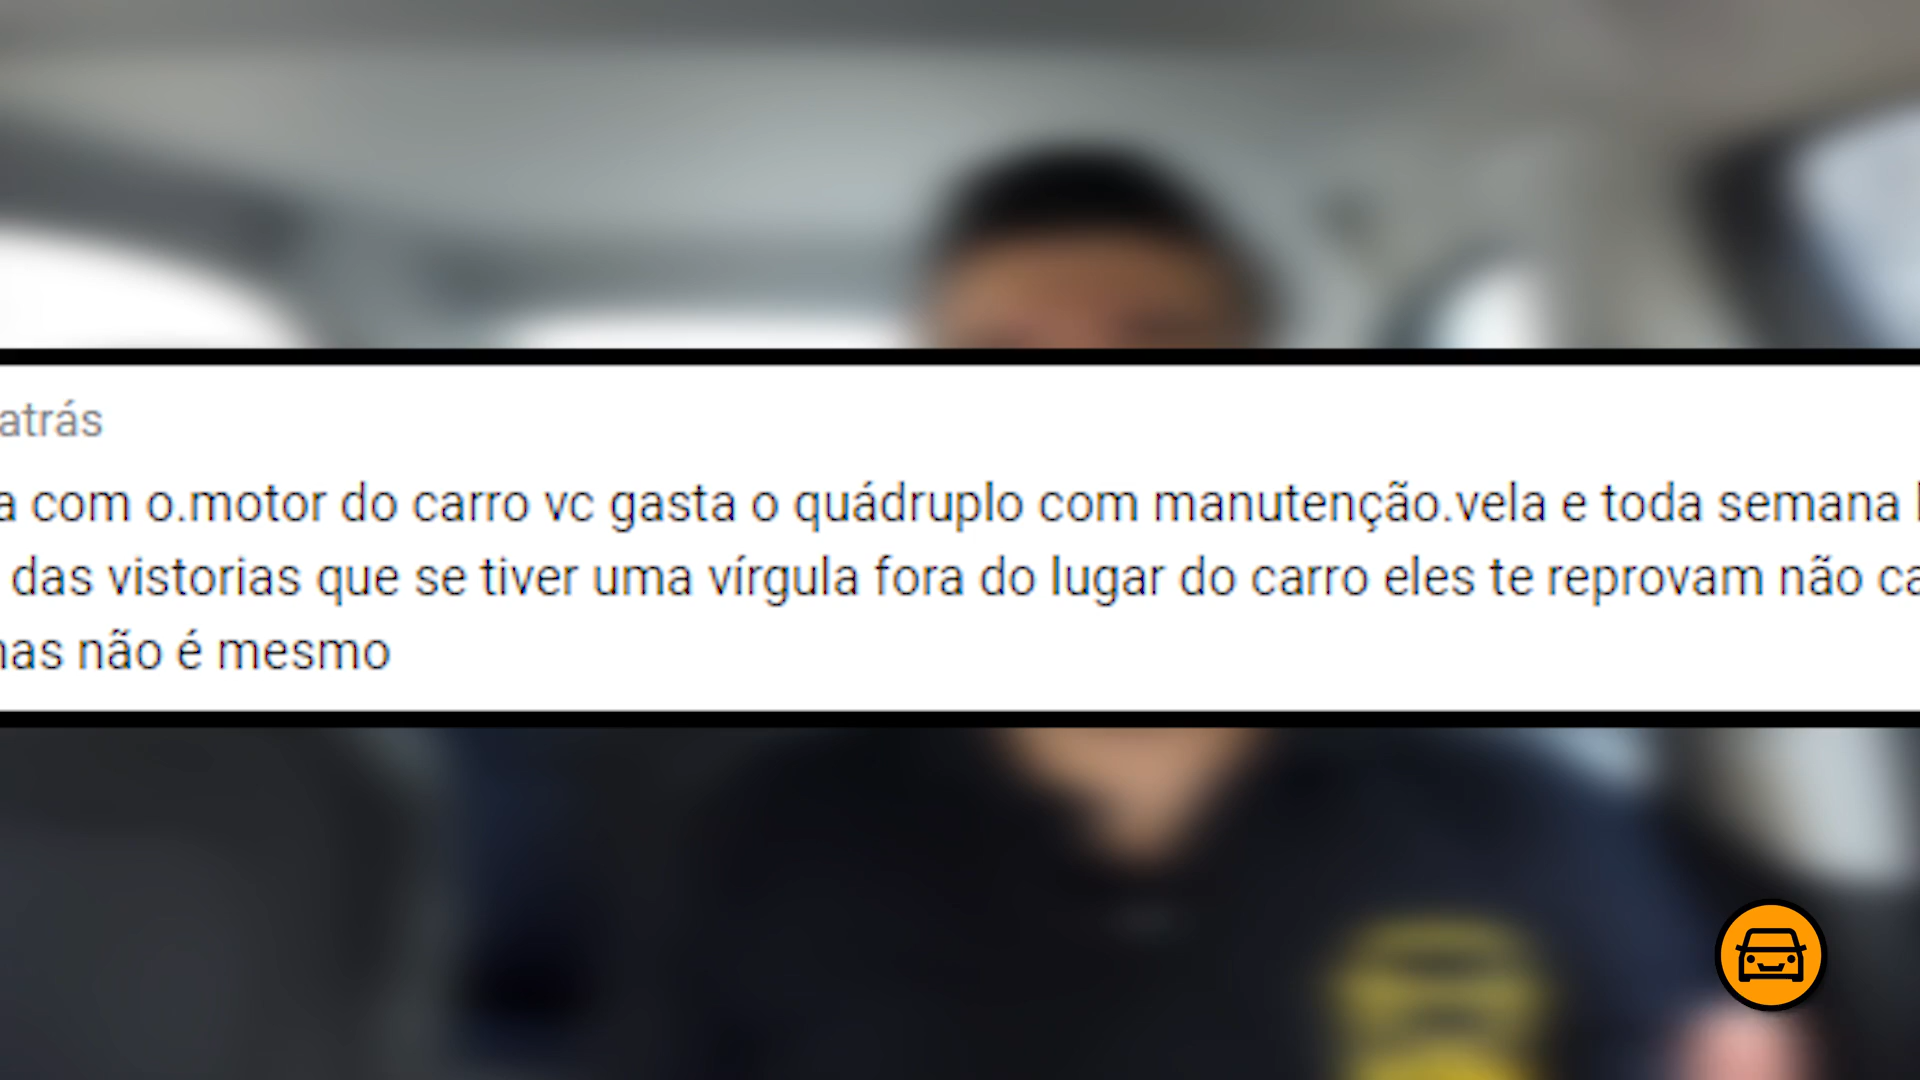 atrás
a com o.motor do carro vc gasta o quádruplo com manutenção.vela e toda semana
das vistorias que se tiver uma vírgula fora do lugar do carro eles te reprovam não ca
não é mesmo